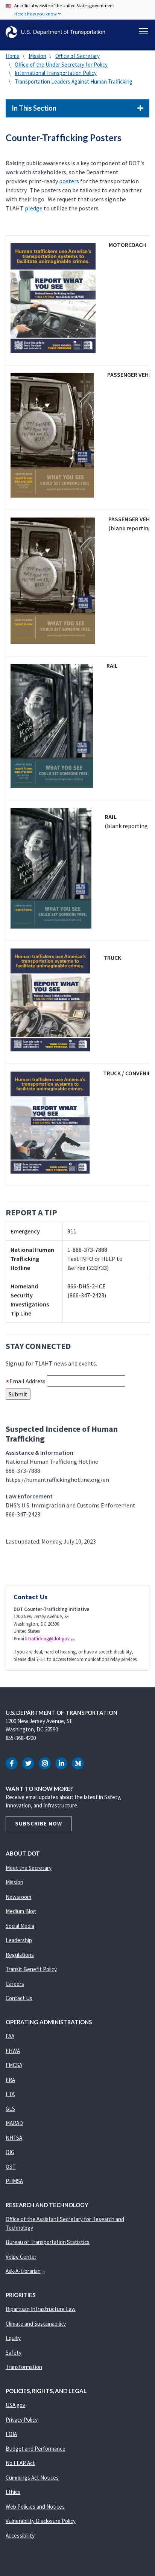 An official website of the United States government
Here's how you know
U.S. Department of Transportation
Home \ Mission \ Office of Secretary
\ Office of the Under Secretary for Policy
\ International Transportation Policy
\ Transportation Leaders Against Human Trafficking
In This Section +
Counter-Trafficking Posters
Raising public awareness is a key component of DOT's
work to end human trafficking. We encourage you to
display print-ready posters in transportation locations.
The posters are available with or without a partner
logo. We request that your organization first sign the
TLAHT pledge to utilize the posters.
Human traffickers use America's
transportation systems to
facilitate unimaginable crimes.
REPORT WHAT
YOU SEE
MOTORCOACH
WHAT YOU SEE
COULD SET SOMEONE FREE.
PASSENGER VEHI
WHAT YOU SEE
COULD SET SOMEONE FREE.
PASSENGER VEH
(blank reporting
WHAT YOU SEE
COULD SET SOMEONE FREE.
RAIL
WHAT YOU SEE
COULD SET SOMEONE FREE.
RAIL
(blank reporting
Human traffickers use America's
transportation systems to
facilitate unimaginable crimes.
REPORT WHAT
YOU SEE
TRUCK
Human traffickers use America's
transportation systems to
facilitate unimaginable crimes.
REPORT WHAT
YOU SEE
TRUCK / CONVENIE
REPORT A TIP
Emergency 911
National Human Trafficking Hotline 1-888-373-7888
Text INFO or HELP to
BeFree (233733)
Homeland Security Investigations Tip Line 866-DHS-2-ICE
(866-347-2423)
STAY CONNECTED
Sign up for TLAHT news and events.
*Email Address
Submit
Suspected Incidence of Human
Trafficking
Assistance & Information
National Human Trafficking Hotline
888-373-7888
https://humantraffickinghotline.org/en
Law Enforcement
DHS's U.S. Immigration and Customs Enforcement
866-347-2423
Last updated: Monday, July 10, 2023
Contact Us
DOT Counter-Trafficking Initiative
1200 New Jersey Avenue, SE
Washington, DC 20590
United States
Email: trafficking@dot.gov
If you are deaf, hard of hearing, or have a speech disability,
please dial 7-1-1 to access telecommunications relay services.
U.S. DEPARTMENT OF TRANSPORTATION
1200 New Jersey Avenue, SE
Washington, DC 20590
855-368-4200
WANT TO KNOW MORE?
Receive email updates about the latest in Safety,
Innovation, and Infrastructure.
SUBSCRIBE NOW
ABOUT DOT
Meet the Secretary
Mission
Newsroom
Medium Blog
Social Media
Leadership
Regulations
Transit Benefit Policy
Careers
Contact Us
OPERATING ADMINISTRATIONS
FAA
FHWA
FMCSA
FRA
FTA
GLS
MARAD
NHTSA
OIG
OST
PHMSA
RESEARCH AND TECHNOLOGY
Office of the Assistant Secretary for Research and
Technology
Bureau of Transportation Statistics
Volpe Center
Ask-A-Librarian
PRIORITIES
Bipartisan Infrastructure Law
Climate and Sustainability
Equity
Safety
Transformation
POLICIES, RIGHTS, AND LEGAL
USA.gov
Privacy Policy
FOIA
Budget and Performance
No FEAR Act
Cummings Act Notices
Ethics
Web Policies and Notices
Vulnerability Disclosure Policy
Accessibility